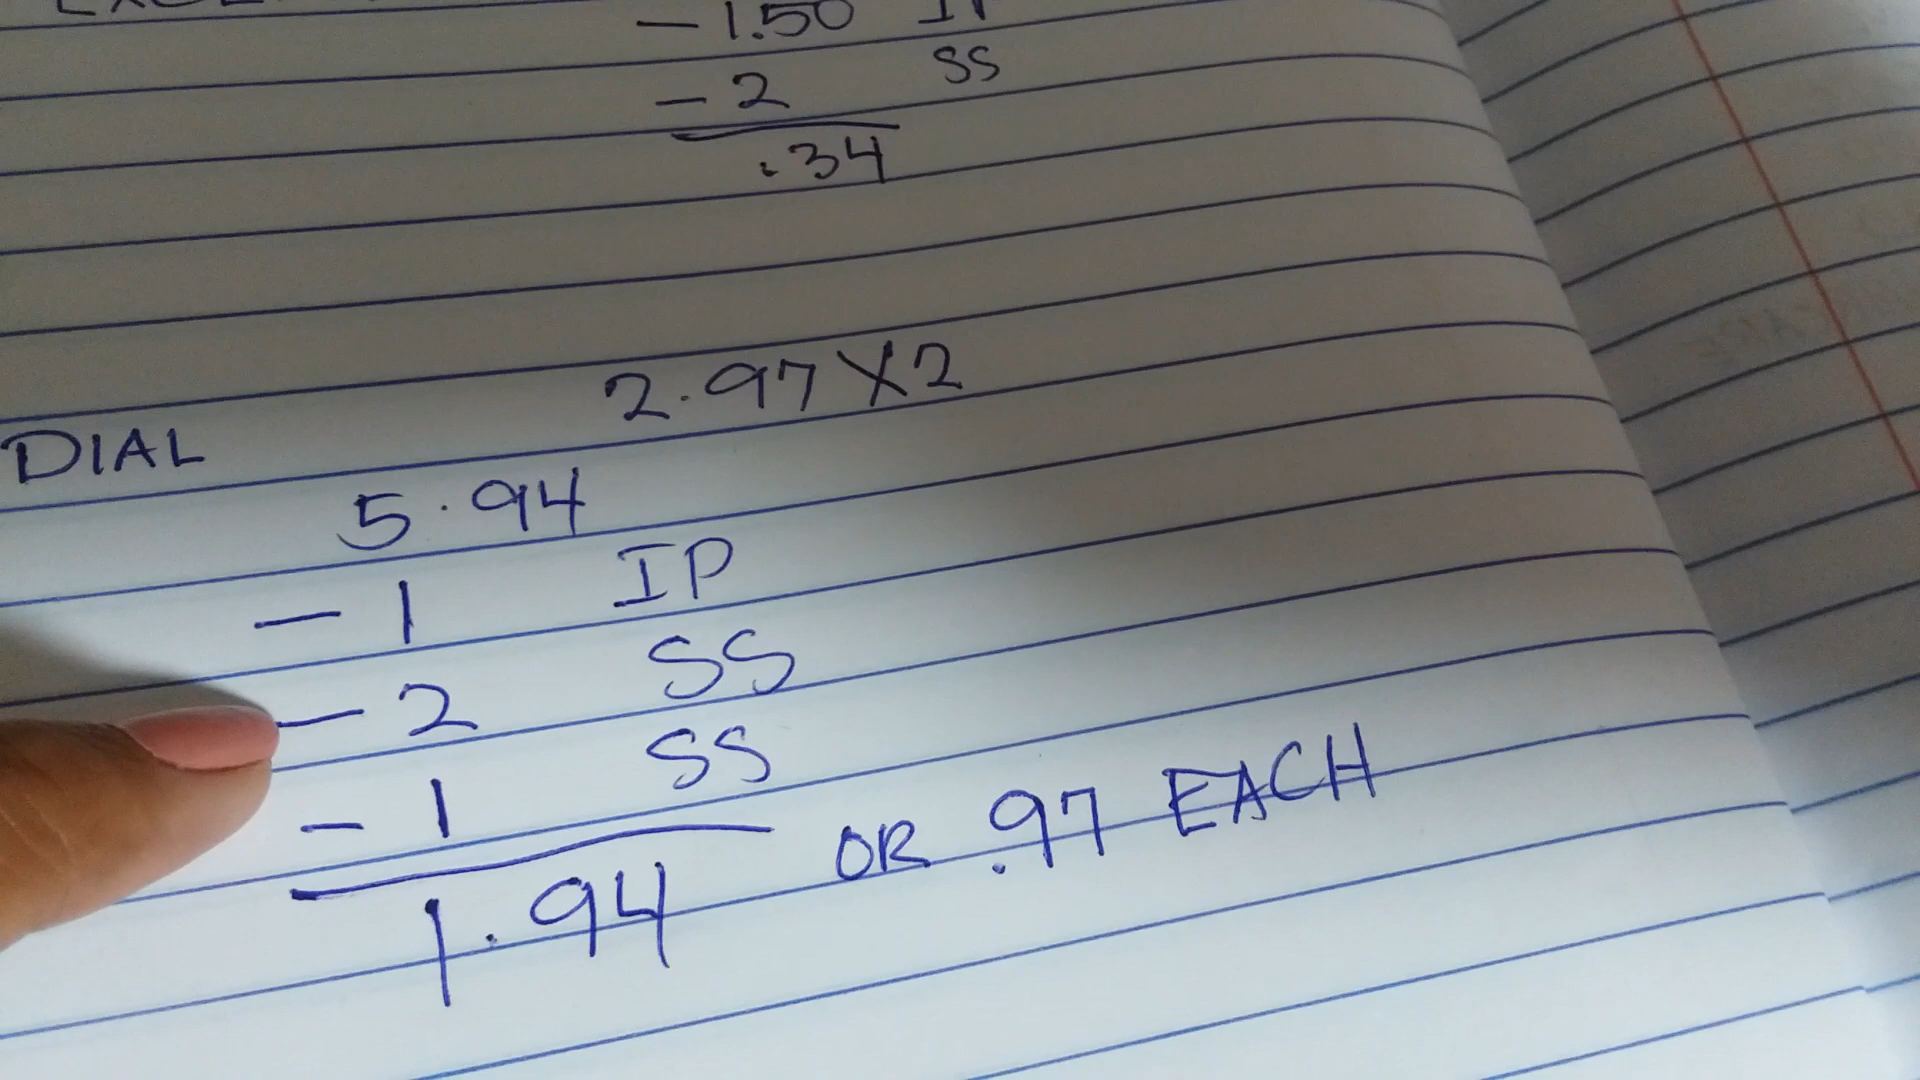 - 1.50
- 2 SS
.34
DIAL 2.97 X 2
5.94
- 1 IP
- 2 SS
- 1 SS
1.94 OR .97 EACH